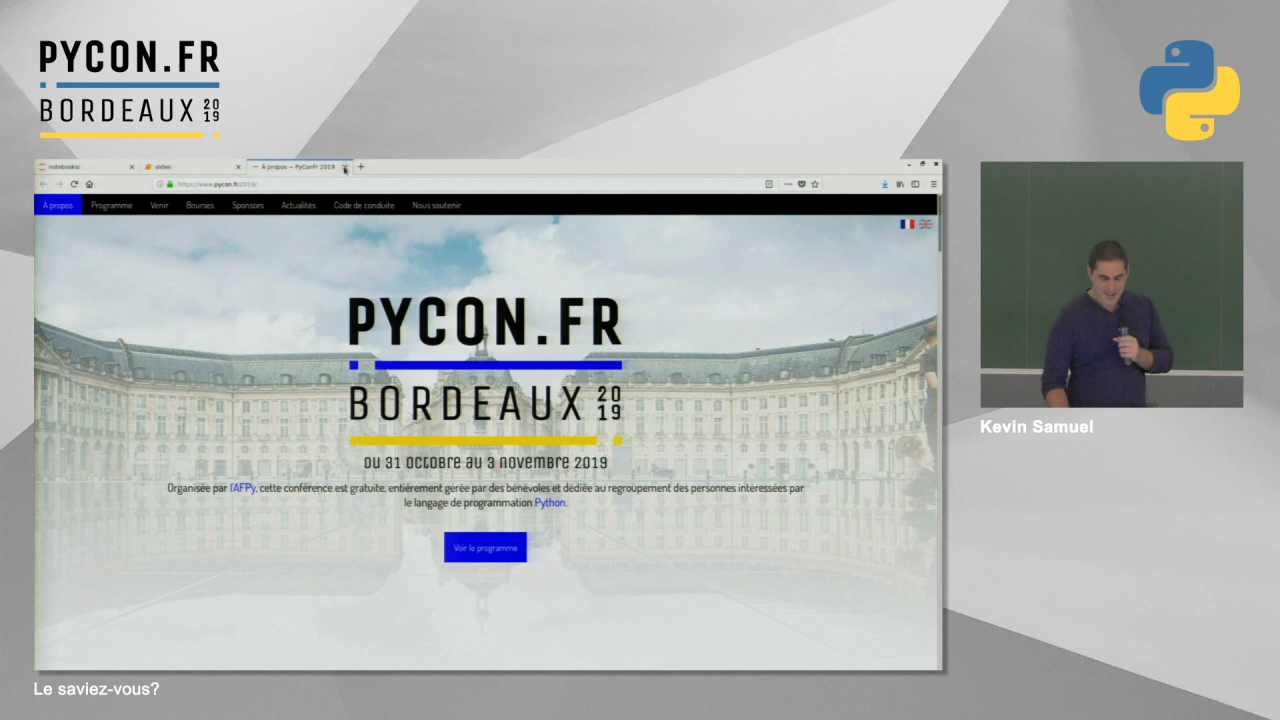 PYCON.FR
BORDEAUX 2019
notebooks/
slides
A propos — PyConFr 2019
https://www.pycon.fr/2019/
À propos
Programme
Venir
Bourses
Sponsors
Actualités
Code de conduite
Nous soutenir
PYCON.FR
BORDEAUX 2019
DU 31 octobre au 3 novembre 2019
Organisée par l'AFPy, cette conférence est gratuite, entièrement gérée par des bénévoles et dédiée au regroupement des personnes intéressées par
le langage de programmation Python.
Voir le programme
Kevin Samuel
Le saviez-vous?